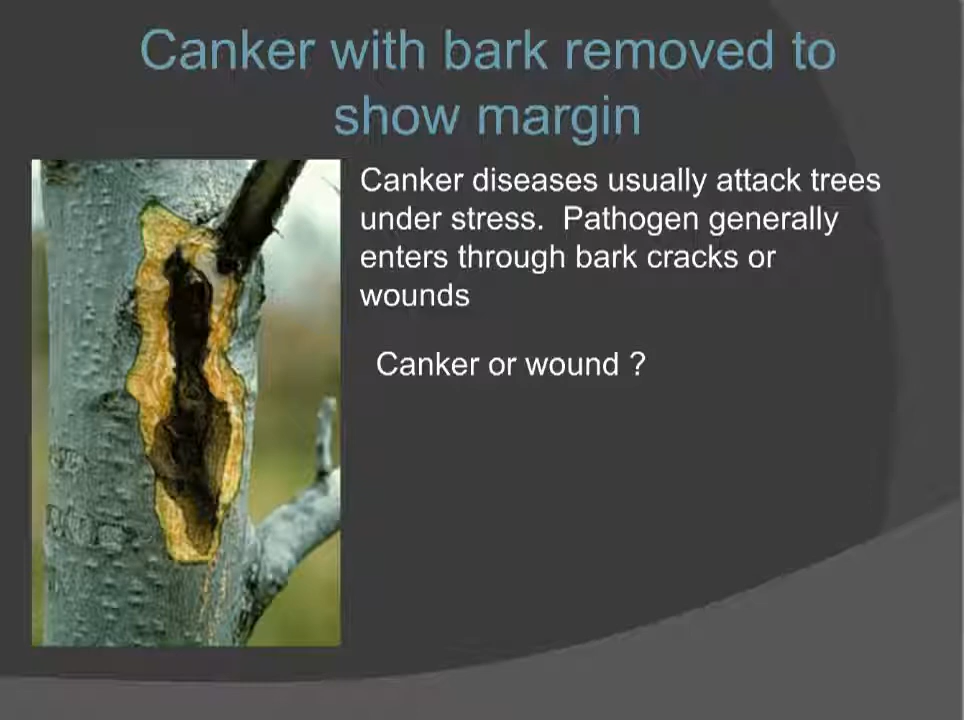 Canker with bark removed to
show margin
Canker diseases usually attack trees
under stress.  Pathogen generally
enters through bark cracks or
wounds
Canker or wound ?